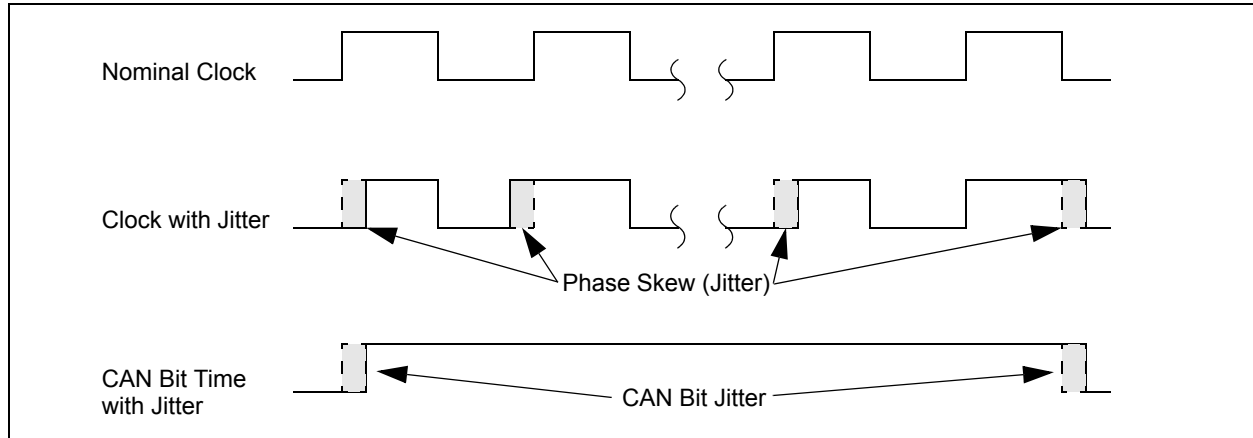 Nominal Clock
Clock with Jitter
Phase Skew (Jitter)
CAN Bit Time
with Jitter
CAN Bit Jitter